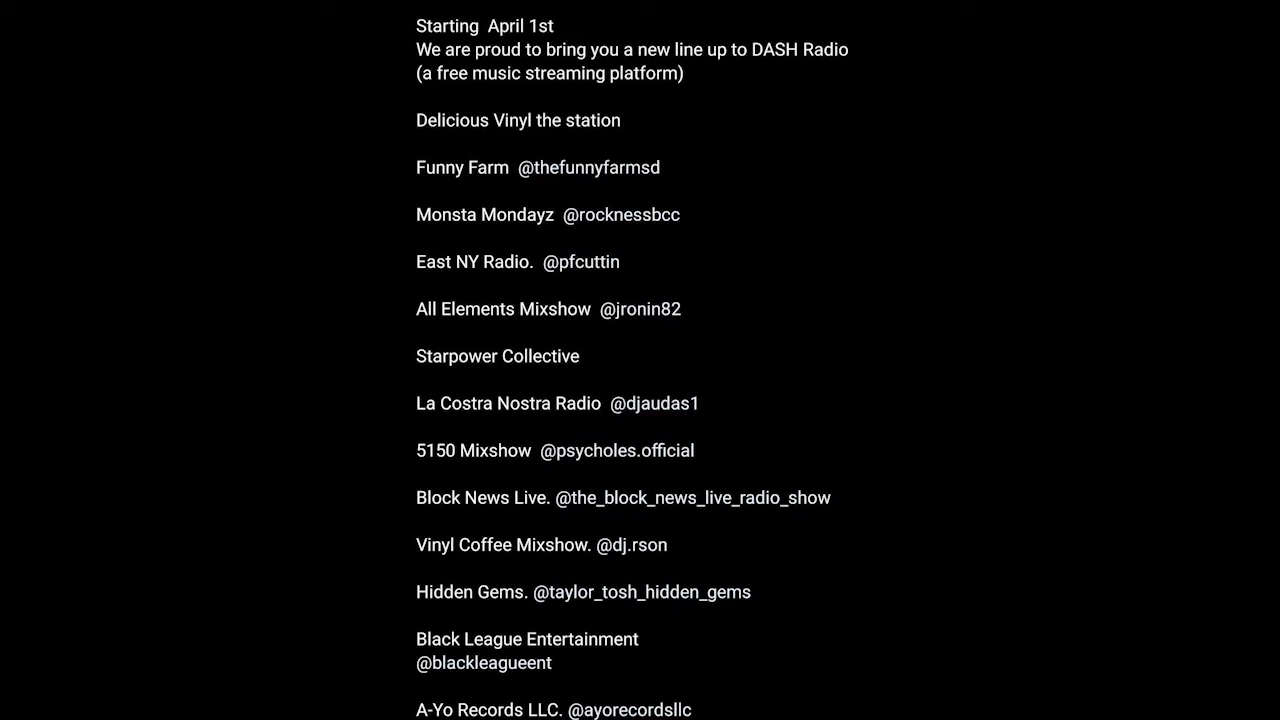 Starting  April 1st
We are proud to bring you a new line up to DASH Radio
(a free music streaming platform)
Delicious Vinyl the station
Funny Farm  @thefunnyfarmsd
Monsta Mondayz  @rocknessbcc
East NY Radio.  @pfcuttin
All Elements Mixshow  @jronin82
Starpower Collective
La Costra Nostra Radio  @djaudas1
5150 Mixshow  @psycholes.official
Block News Live. @the_block_news_live_radio_show
Vinyl Coffee Mixshow. @dj.rson
Hidden Gems. @taylor_tosh_hidden_gems
Black League Entertainment
@blackleagueent
A-Yo Records LLC. @ayorecordsllc